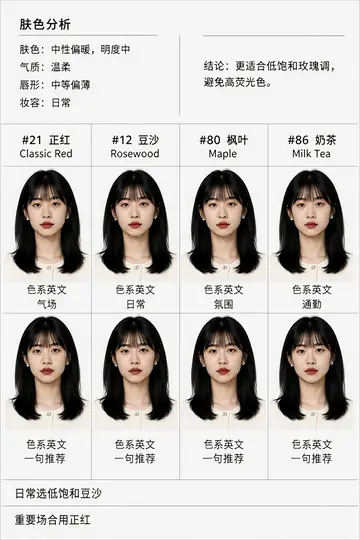 肤色分析
肤色：中性偏暖，明度中
气质：温柔
唇形：中等偏薄
妆容：日常
结论：更适合低饱和玫瑰调，
避免高荧光色。
#21 正红
Classic Red
#12 豆沙
Rosewood
#80 枫叶
Maple
#86 奶茶
Milk Tea
色系英文
气场
色系英文
日常
色系英文
氛围
色系英文
通勤
色系英文
一句推荐
色系英文
一句推荐
色系英文
一句推荐
色系英文
一句推荐
日常选低饱和豆沙
重要场合用正红